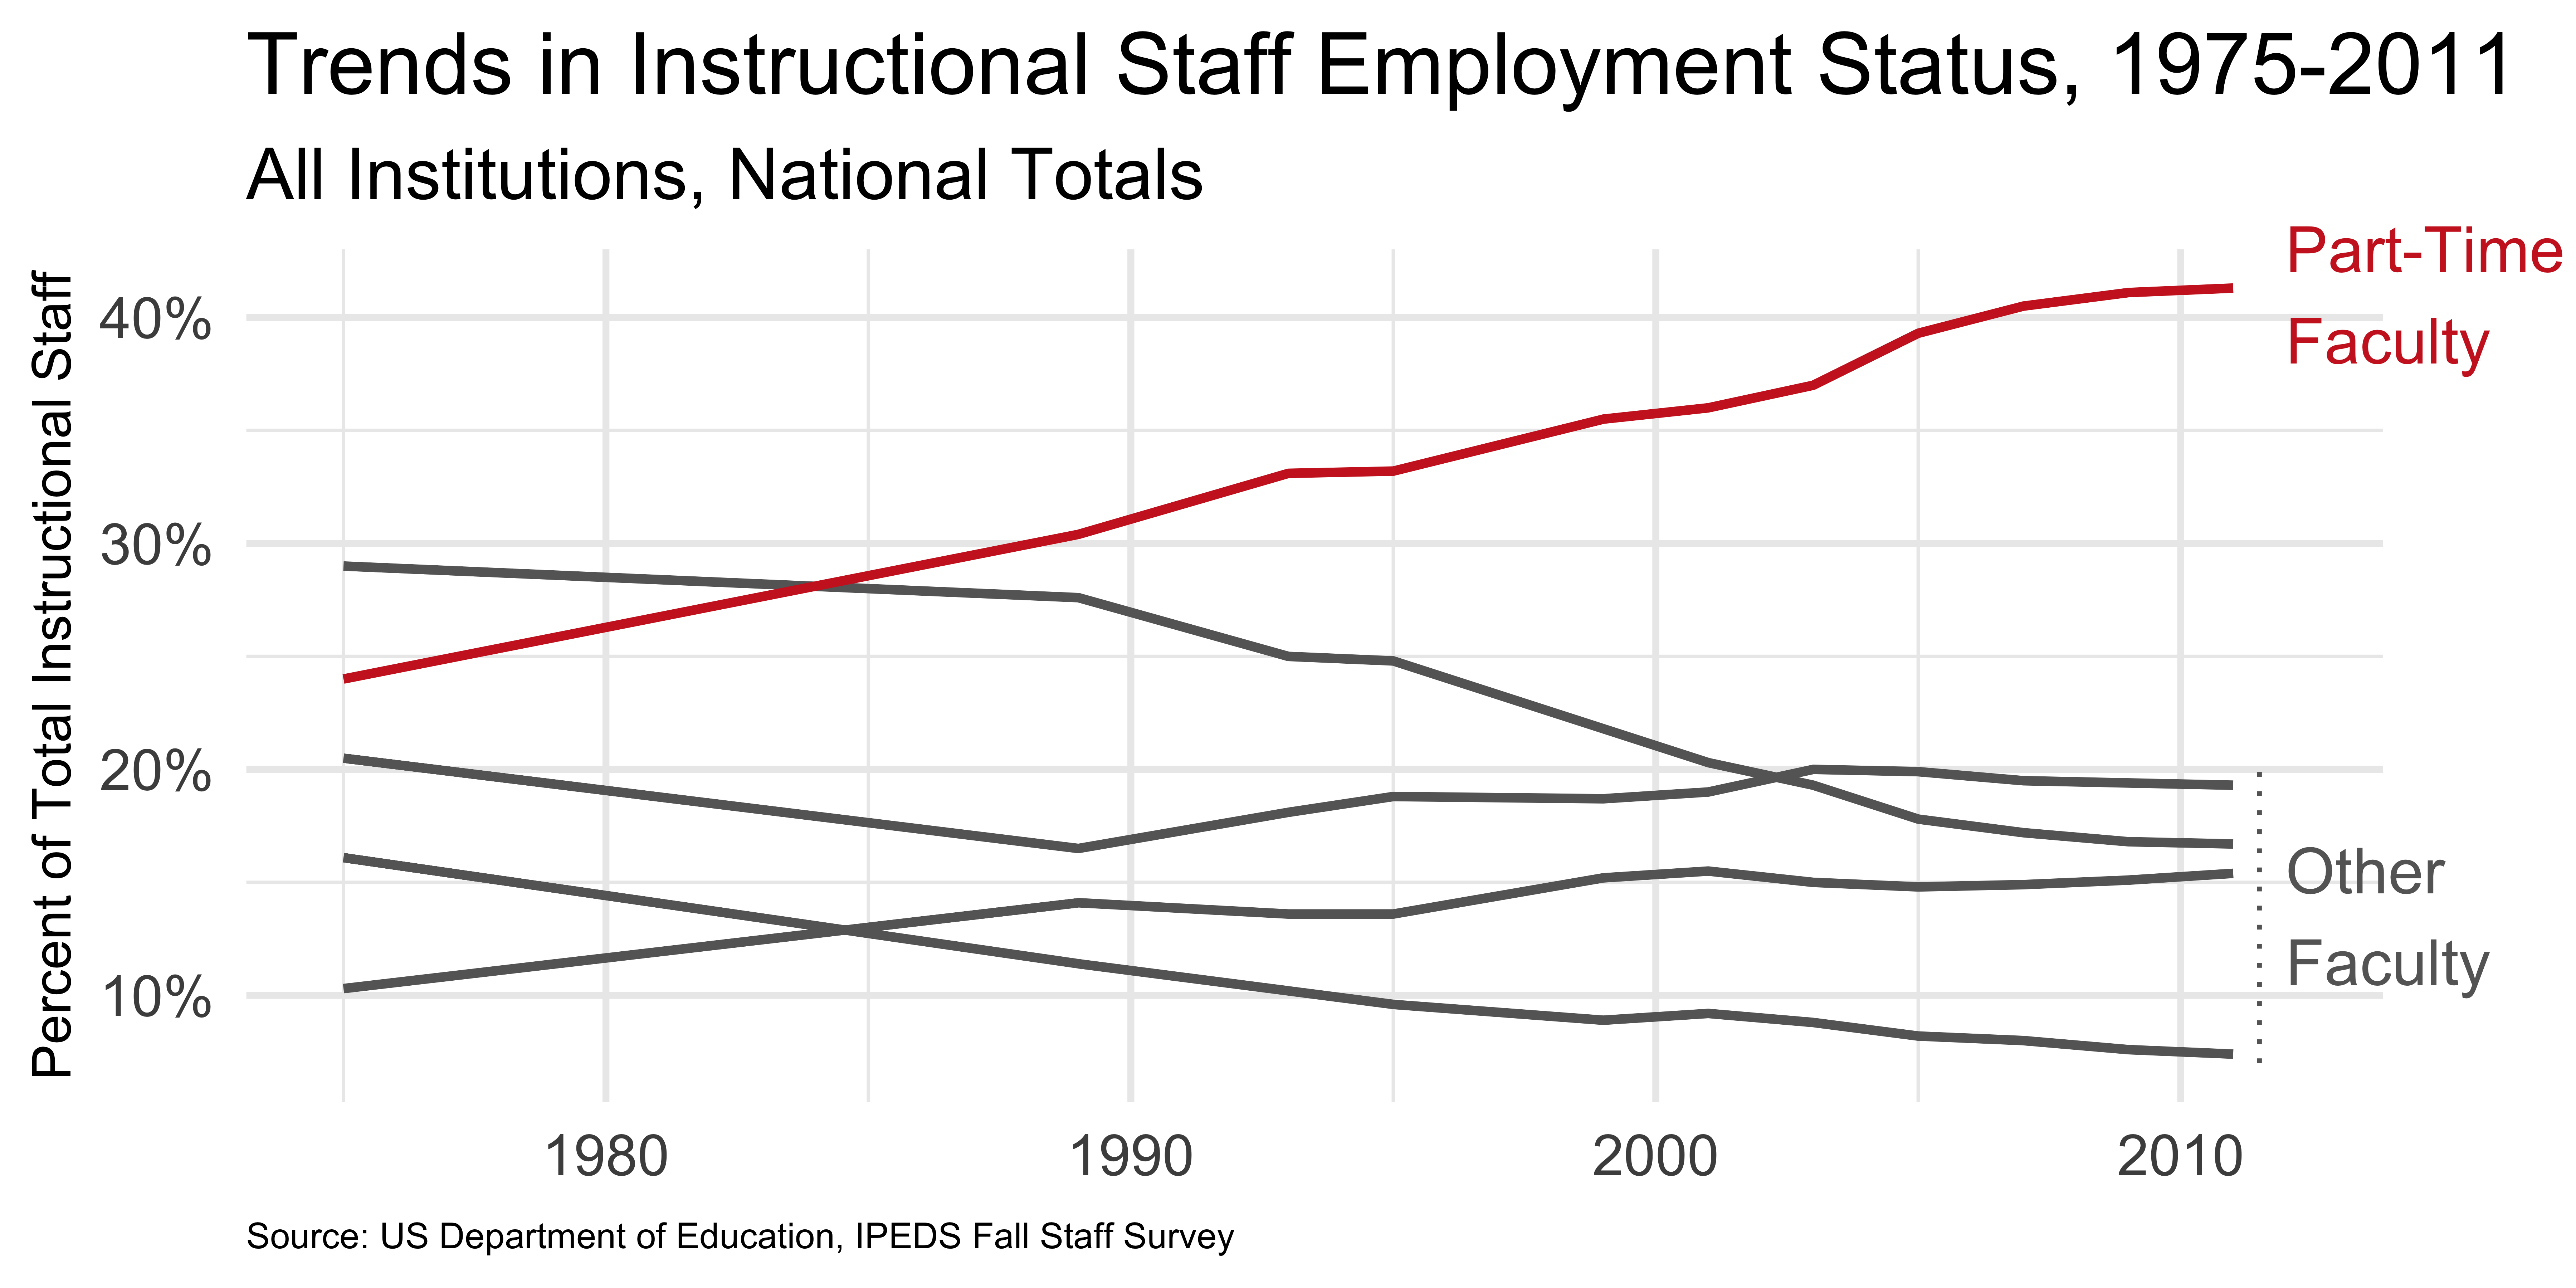 Trends in Instructional Staff Employment Status, 1975-2011
All Institutions, National Totals
Part-Time
Faculty
Percent of Total Instructional Staff
40%
30%
20%
10%
Other
Faculty
1980
1990
2000
2010
Source: US Department of Education, IPEDS Fall Staff Survey